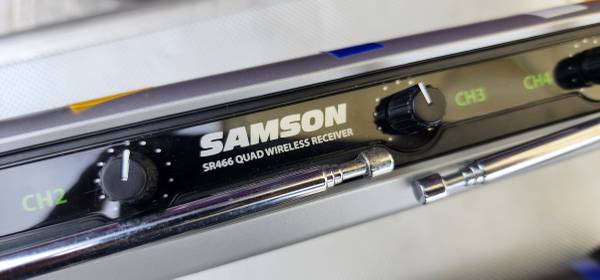 SAMSON
SR466 QUAD WIRELESS RECEIVER
CH2
CH3
CH4